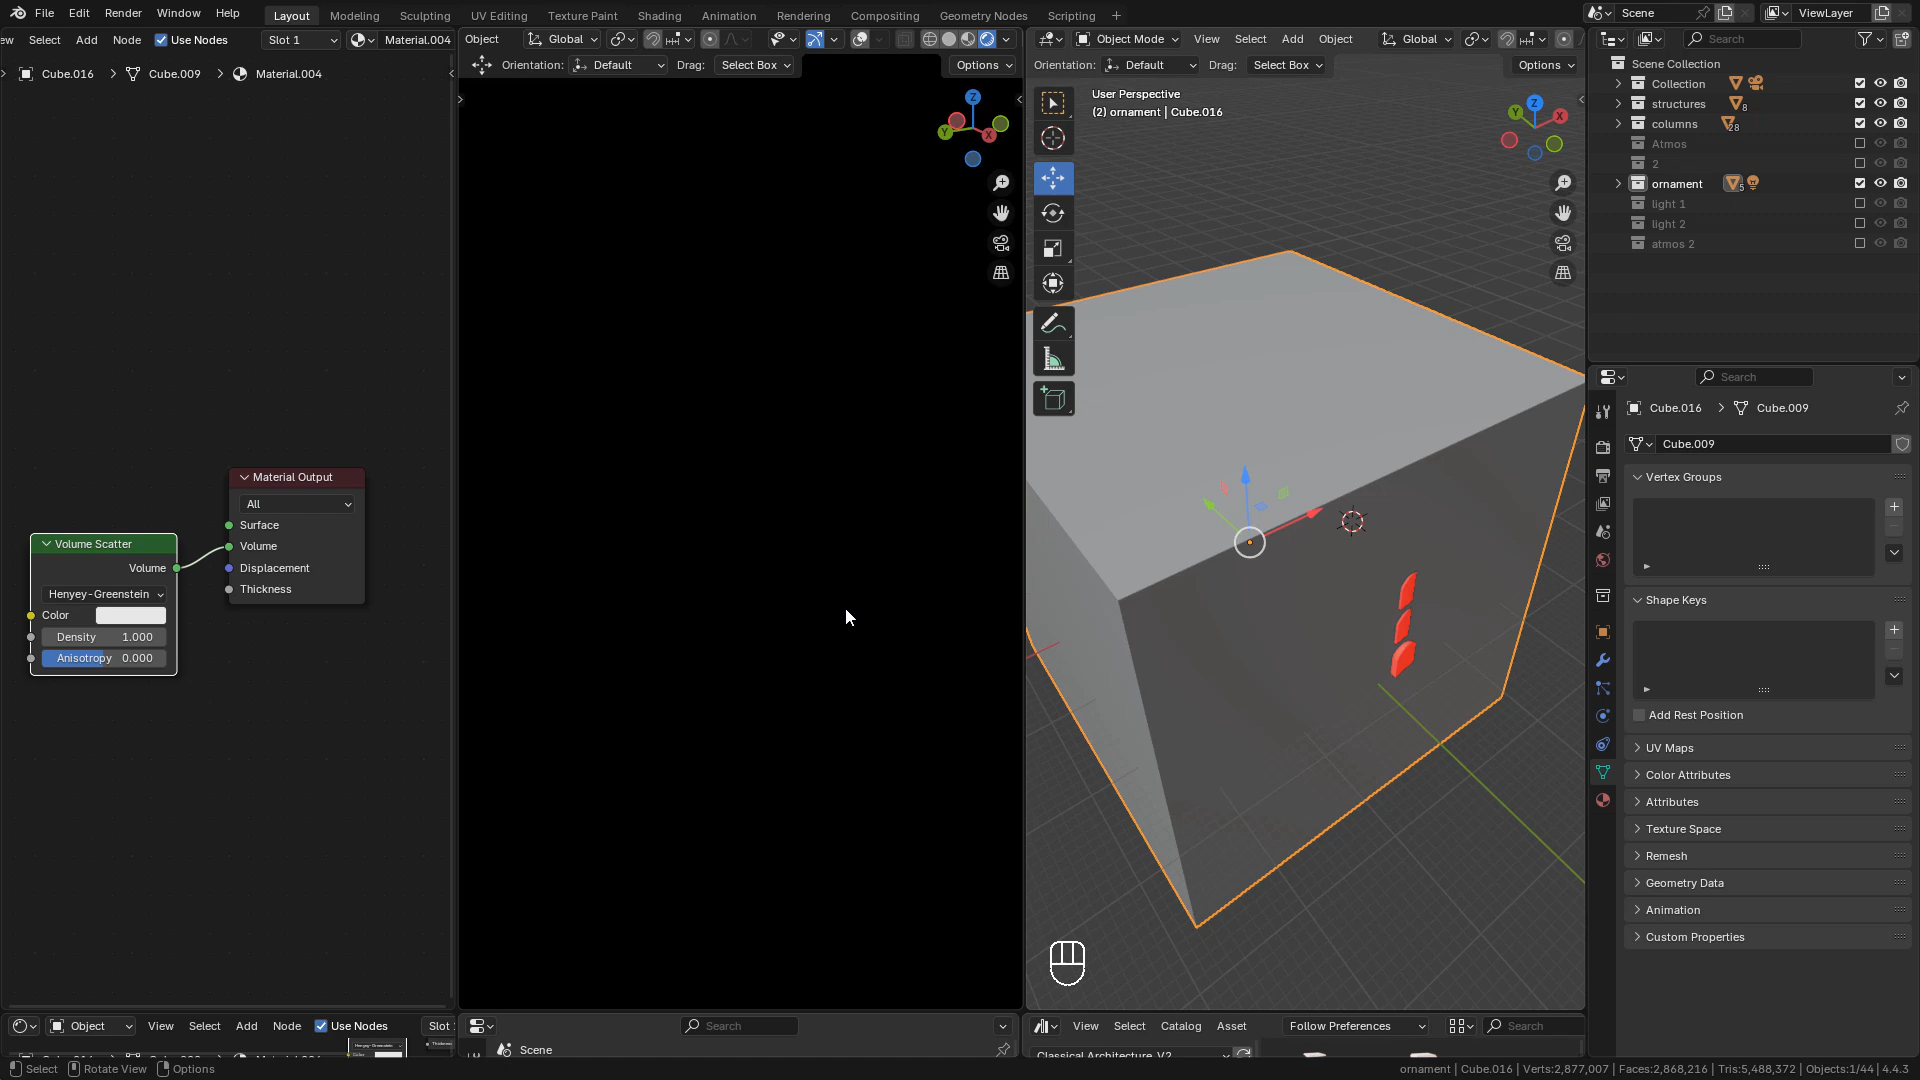 File Edit Render Window Help Layout Modeling Sculpting UV Editing Texture Paint Shading Animation Rendering Compositing Geometry Nodes Scripting + Scene ViewLayer
Select Add Node Use Nodes Slot 1 Material.004 Object Global Object Mode View Select Add Object Global Search
Cube.016 > Cube.009 > Material.004
Orientation: Default Drag: Select Box Options
Orientation: Default Drag: Select Box Options
User Perspective
(2) ornament | Cube.016
Z
Y
X
Z
Y
X
Scene Collection
Collection
structures 8
columns 28
Atmos
2
ornament 5
light 1
light 2
atmos 2
Material Output
All
Surface
Volume
Displacement
Thickness
Volume Scatter
Volume
Henyey-Greenstein
Color
Density 1.000
Anisotropy 0.000
Search
Cube.016 > Cube.009
Cube.009
Vertex Groups
Shape Keys
Add Rest Position
UV Maps
Color Attributes
Attributes
Texture Space
Remesh
Geometry Data
Animation
Custom Properties
Object View Select Add Node Use Nodes Slot
Search
Scene
View Select Catalog Asset Follow Preferences Search
Classical Architecture V2
Select Rotate View Options
ornament | Cube.016 | Verts:2,877,007 | Faces:2,868,216 | Tris:5,488,372 | Objects:1/44 | 4.4.3